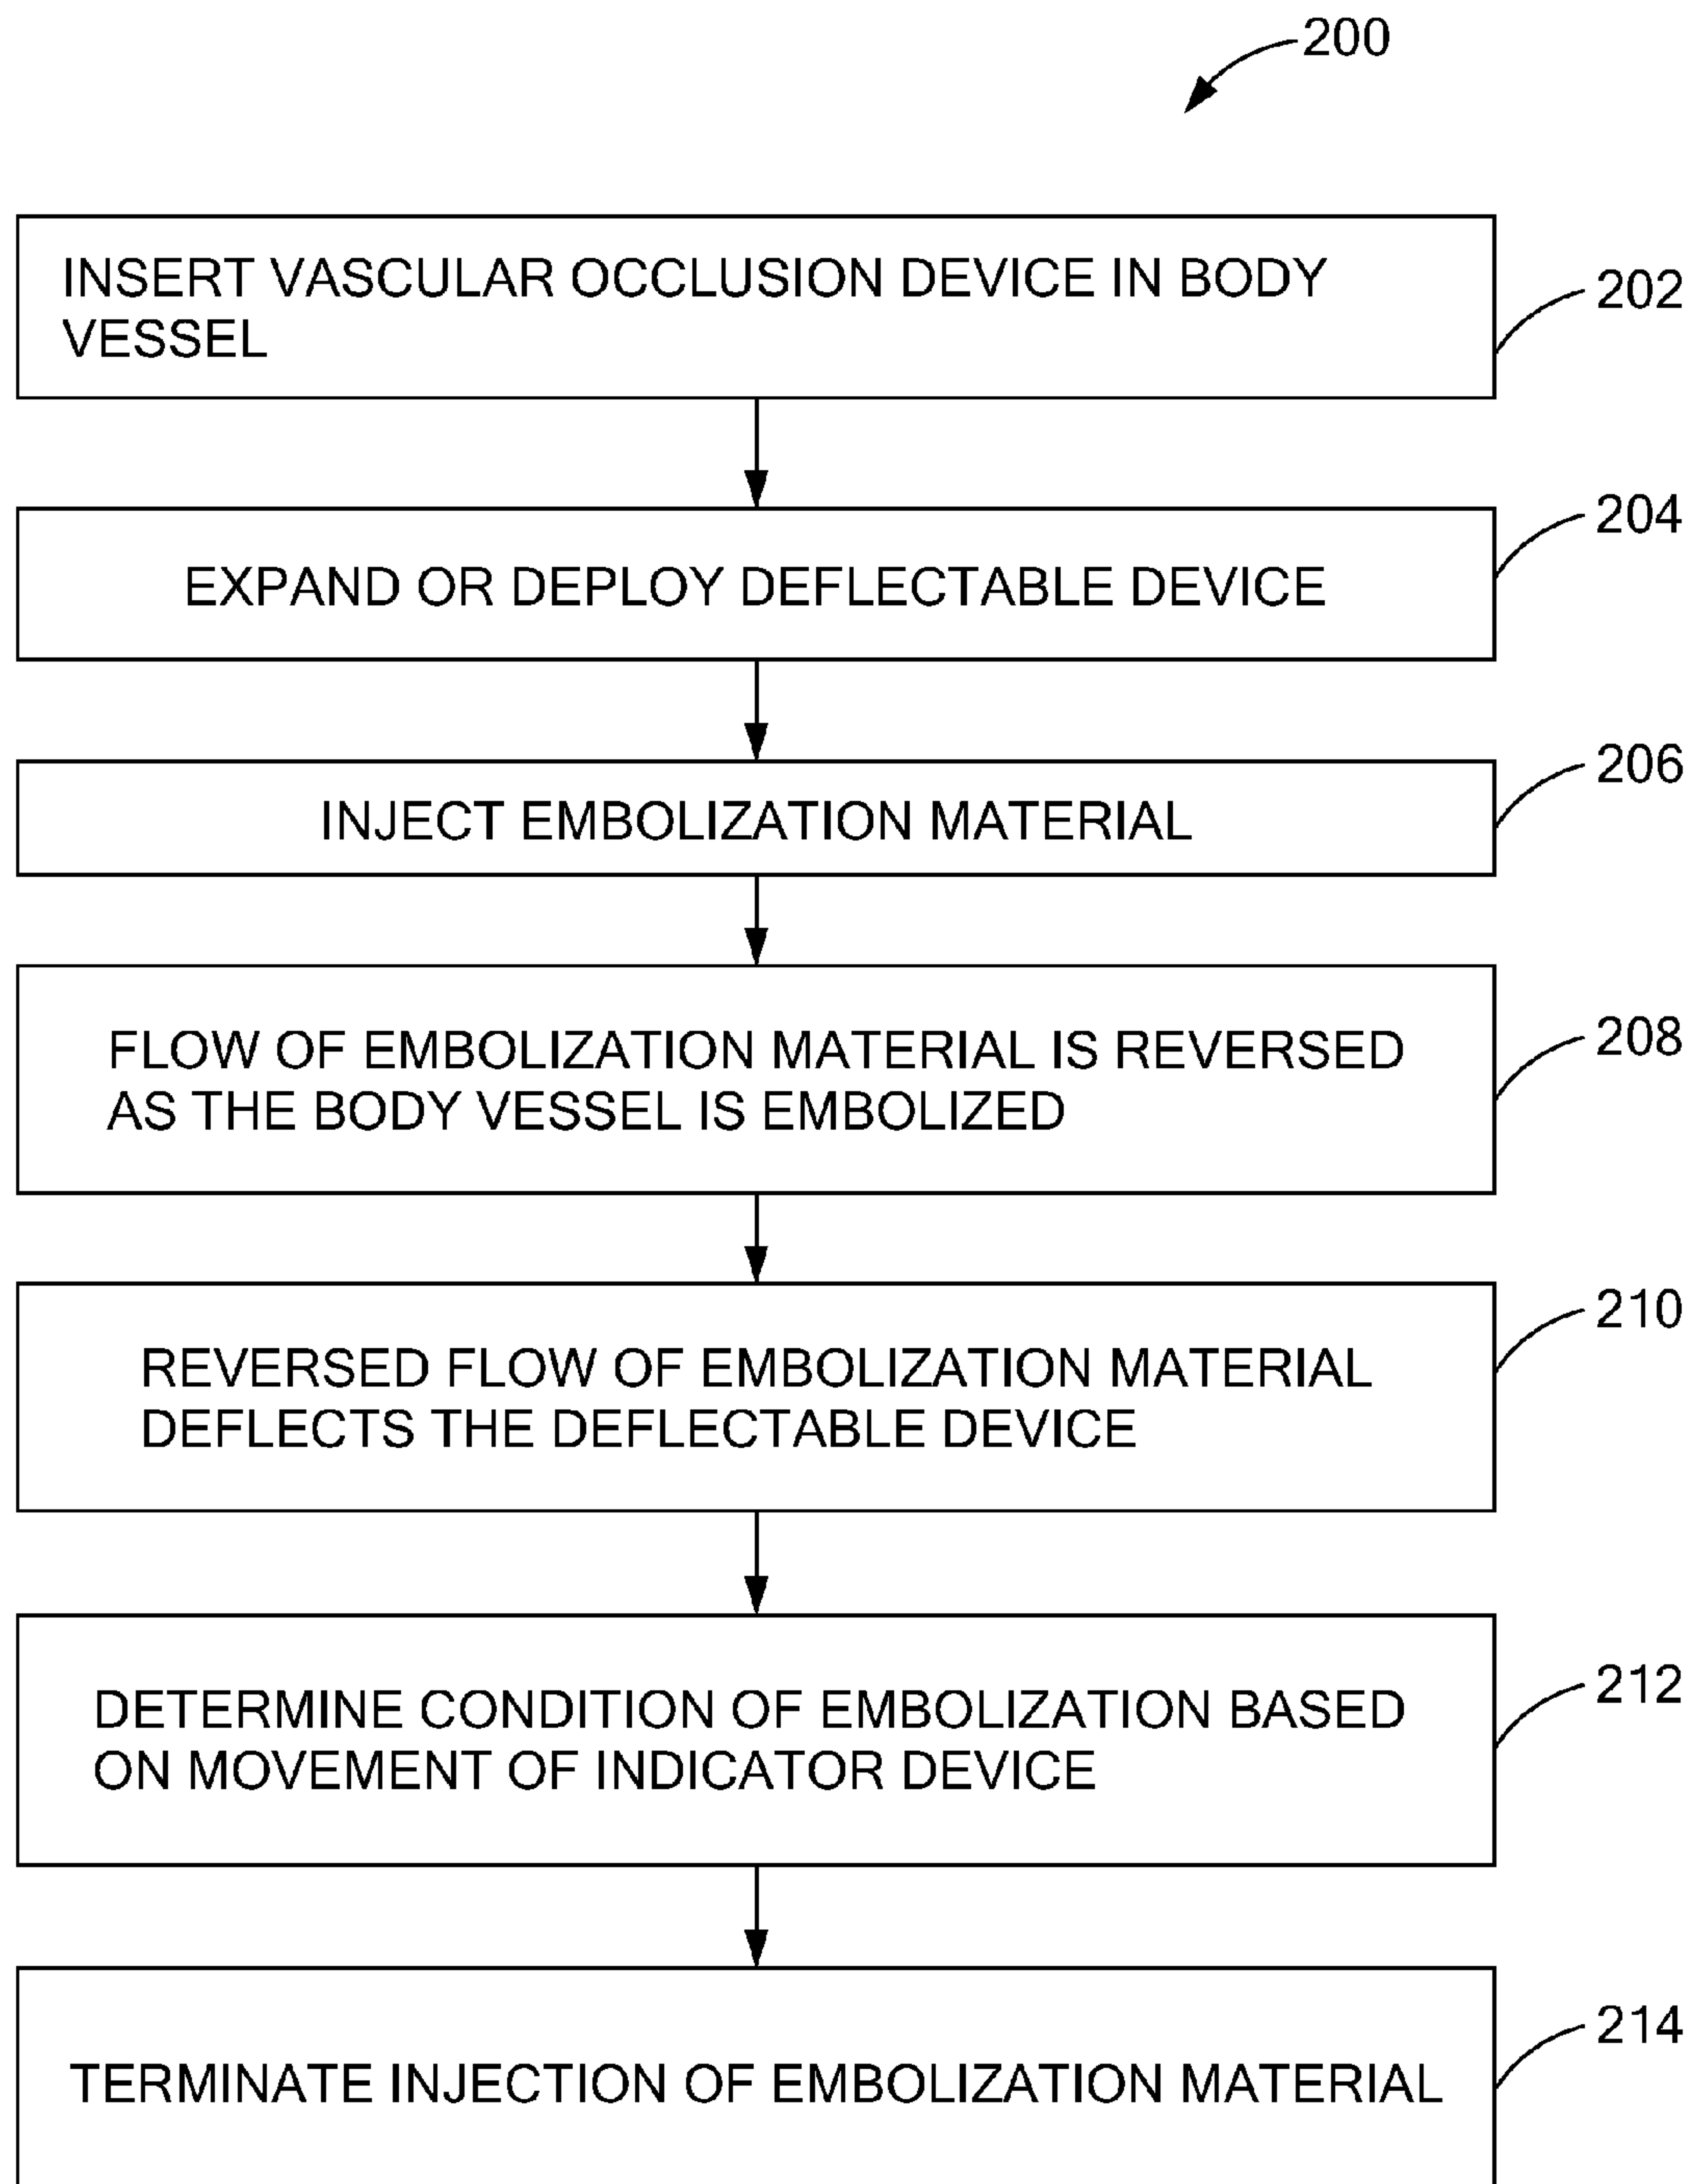 200
INSERT VASCULAR OCCLUSION DEVICE IN BODY
VESSEL
202
EXPAND OR DEPLOY DEFLECTABLE DEVICE
204
INJECT EMBOLIZATION MATERIAL
206
FLOW OF EMBOLIZATION MATERIAL IS REVERSED
AS THE BODY VESSEL IS EMBOLIZED
208
REVERSED FLOW OF EMBOLIZATION MATERIAL
DEFLECTS THE DEFLECTABLE DEVICE
210
DETERMINE CONDITION OF EMBOLIZATION BASED
ON MOVEMENT OF INDICATOR DEVICE
212
TERMINATE INJECTION OF EMBOLIZATION MATERIAL
214